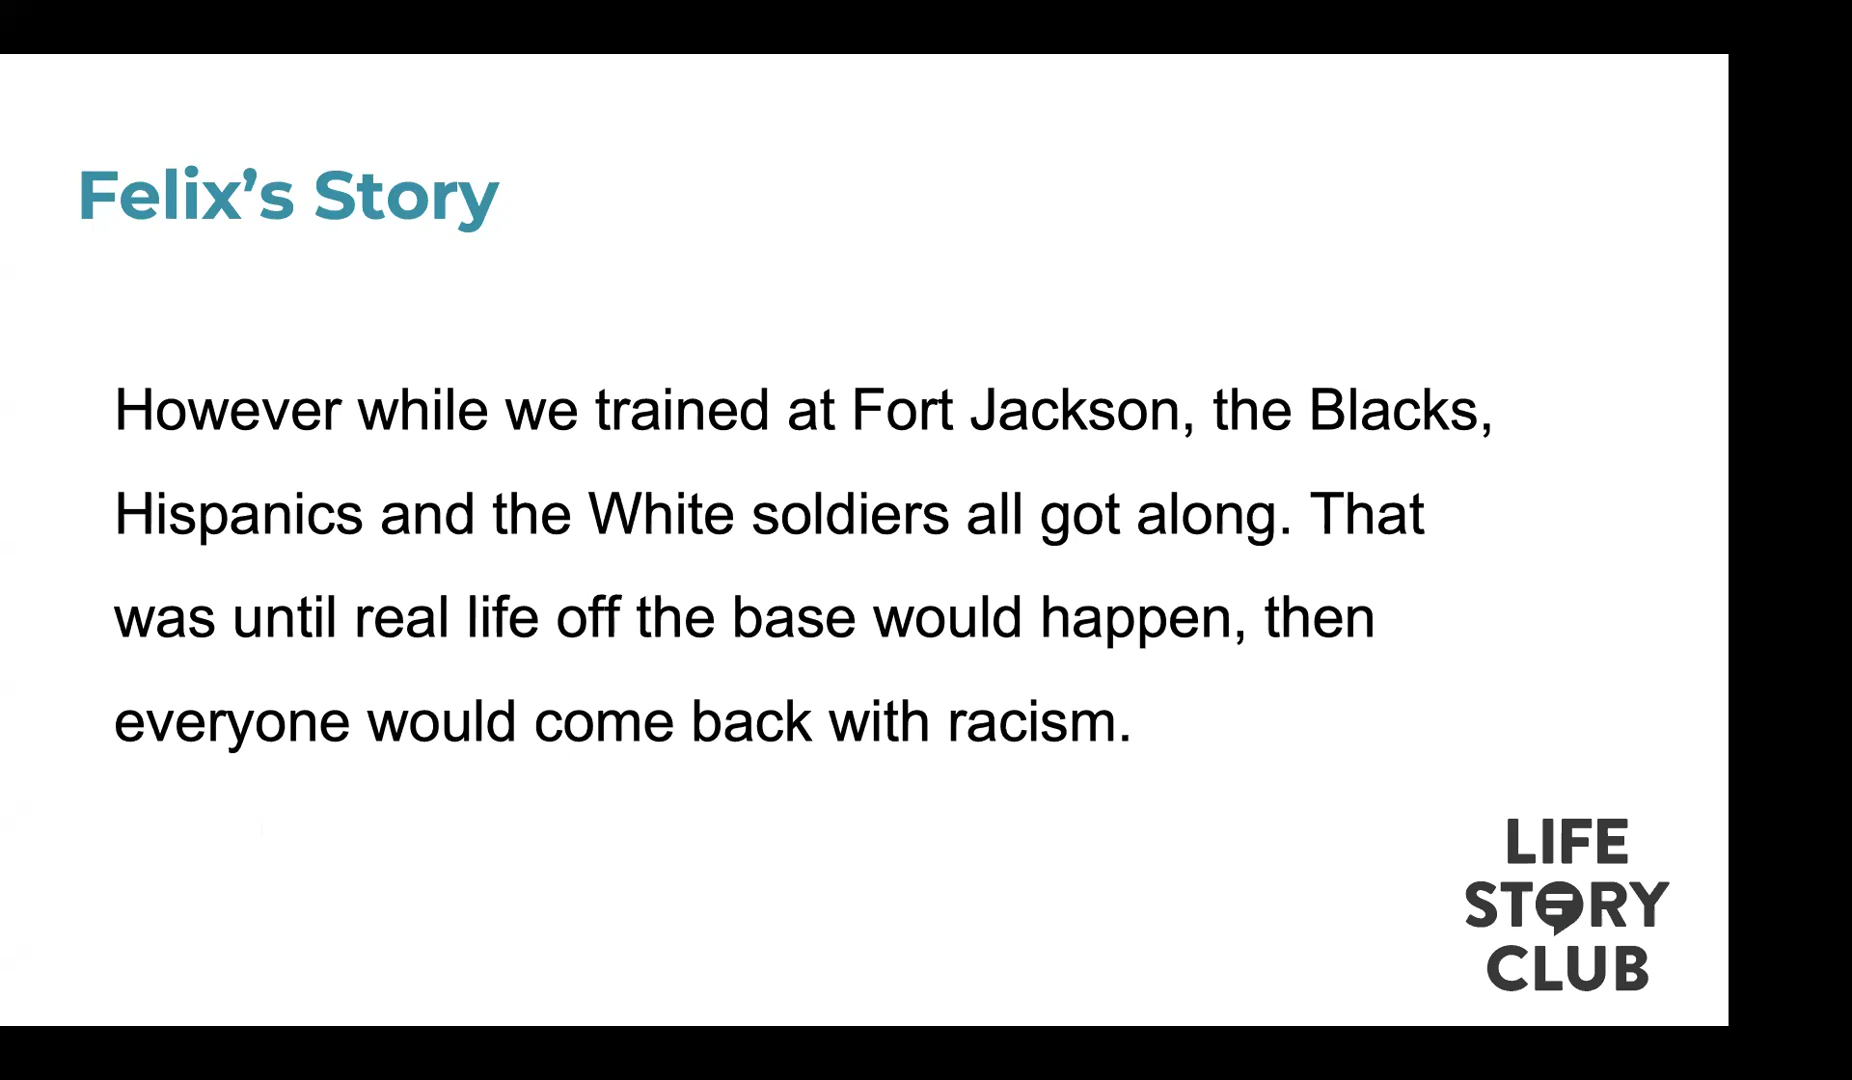 Felix’s Story
However while we trained at Fort Jackson, the Blacks,
Hispanics and the White soldiers all got along. That
was until real life off the base would happen, then
everyone would come back with racism.
LIFE
STORY
CLUB